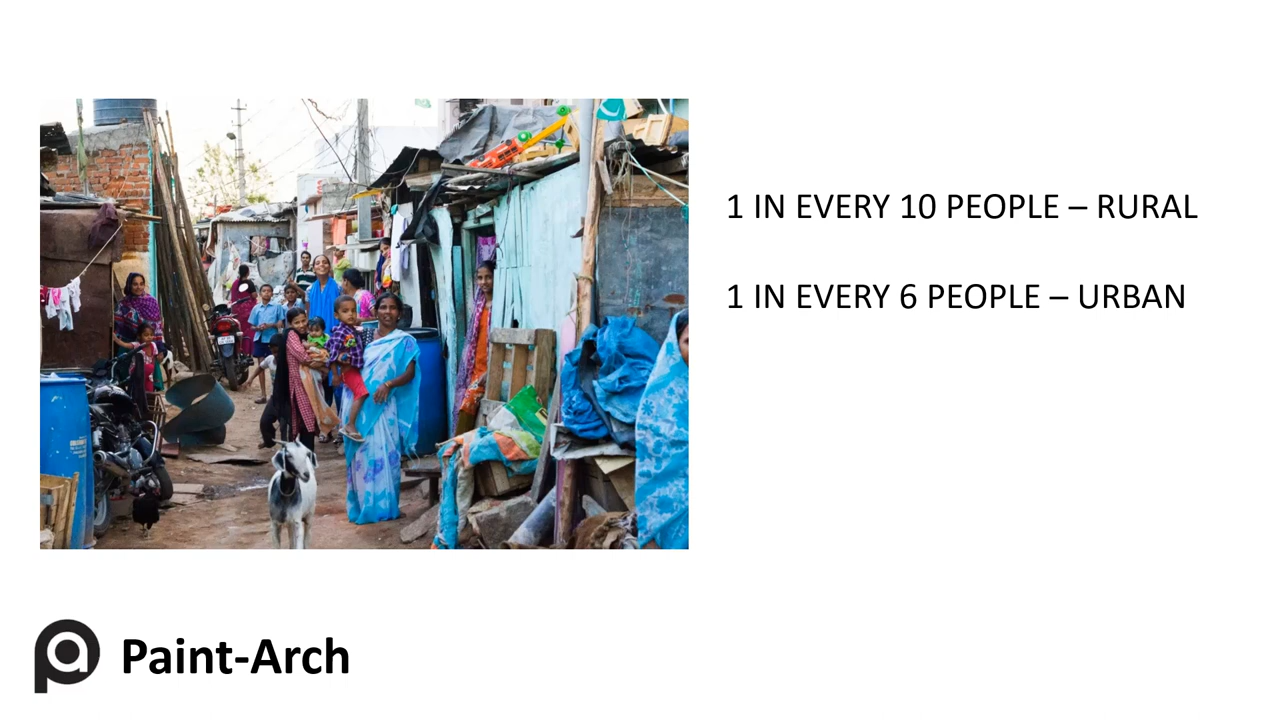 1 IN EVERY 10 PEOPLE – RURAL
1 IN EVERY 6 PEOPLE – URBAN
Paint-Arch